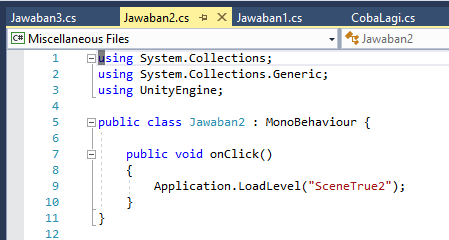 Jawaban3.cs Jawaban2.cs Jawaban1.cs CobaLagi.cs
C# Miscellaneous Files Jawaban2
1 using System.Collections;
2 using System.Collections.Generic;
3 using UnityEngine;
4
5 public class Jawaban2 : MonoBehaviour {
6
7 public void onClick()
8 {
9 Application.LoadLevel("SceneTrue2");
10 }
11 }
12